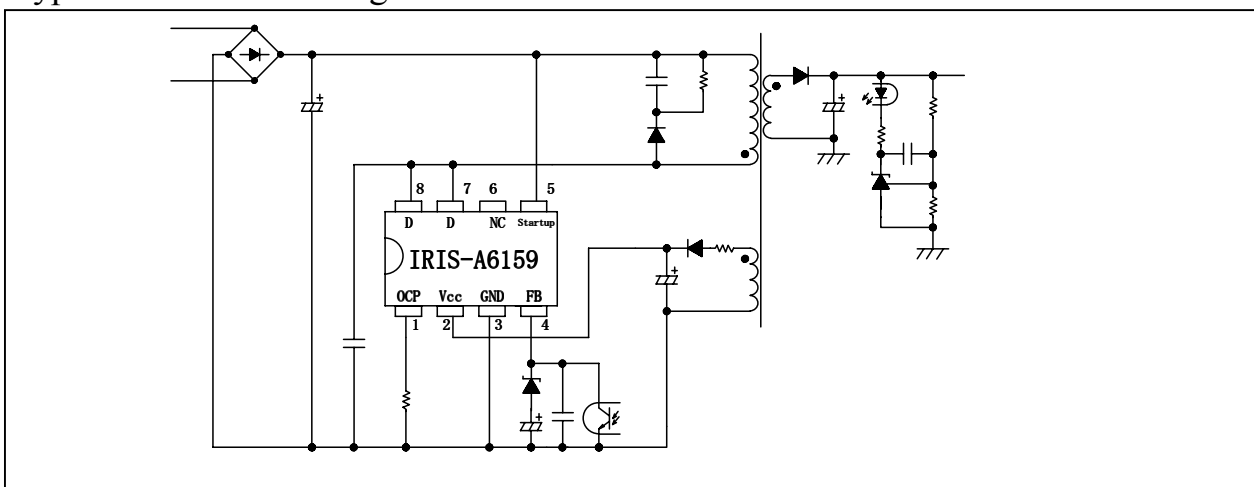 8 7 6 5
D D NC Startup
IRIS-A6159
OCP Vcc GND FB
1 2 3 4
+
+
+
+